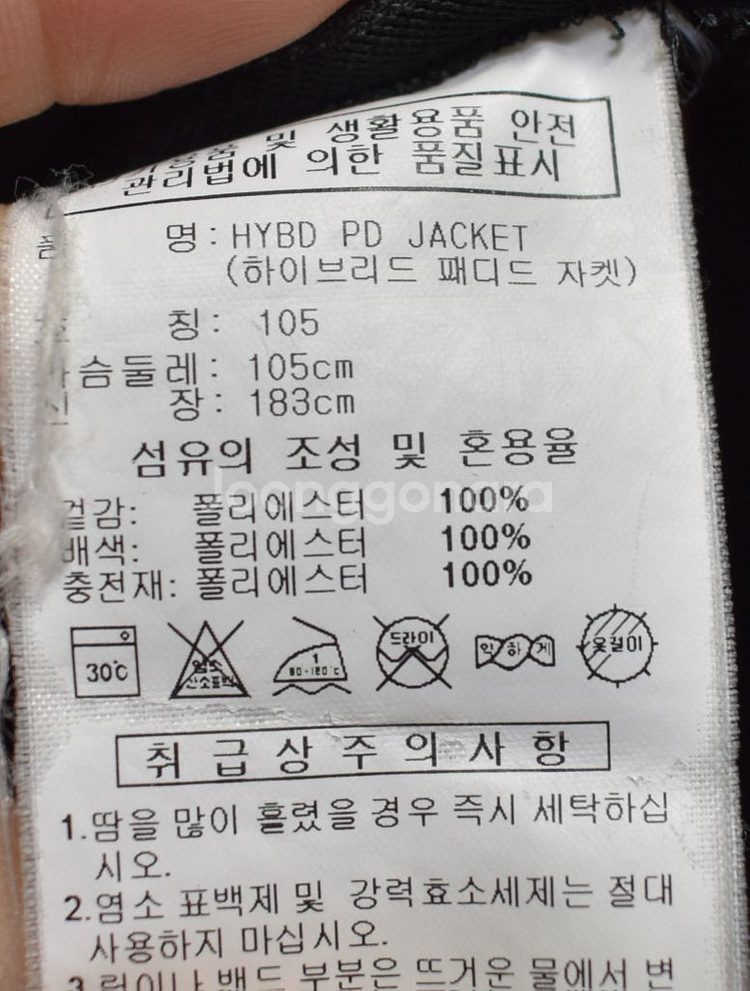 및 생활용품 안전
관리법에 의한 품질표시
명: HYBD PD JACKET
(하이브리드 패디드 자켓)
칭: 105
슴둘레: 105cm
장: 183cm
섬유의 조성 및 혼용율
겉감: 폴리에스터 100%
배색: 폴리에스터 100%
충전재: 폴리에스터 100%
30℃
염소
산소표백
1
80-120℃
드라이
약하게
옷걸이
취급상주의사항
1.땀을 많이 흘렸을 경우 즉시 세탁하십
시오.
2.염소 표백제 및 강력효소세제는 절대
사용하지 마십시오.
3.림이나 밴드 부분은 뜨거운 물에서 변